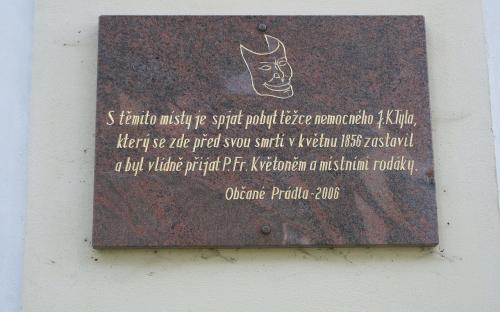 S těmito místy je spjat pobyt těžce nemocného J.K.Tyla,
který se zde před svou smrtí v květnu 1856 zastavil
a byl vlídně přijat P. Fr. Květoněm a místními rodáky.
Občané Prádla-2006